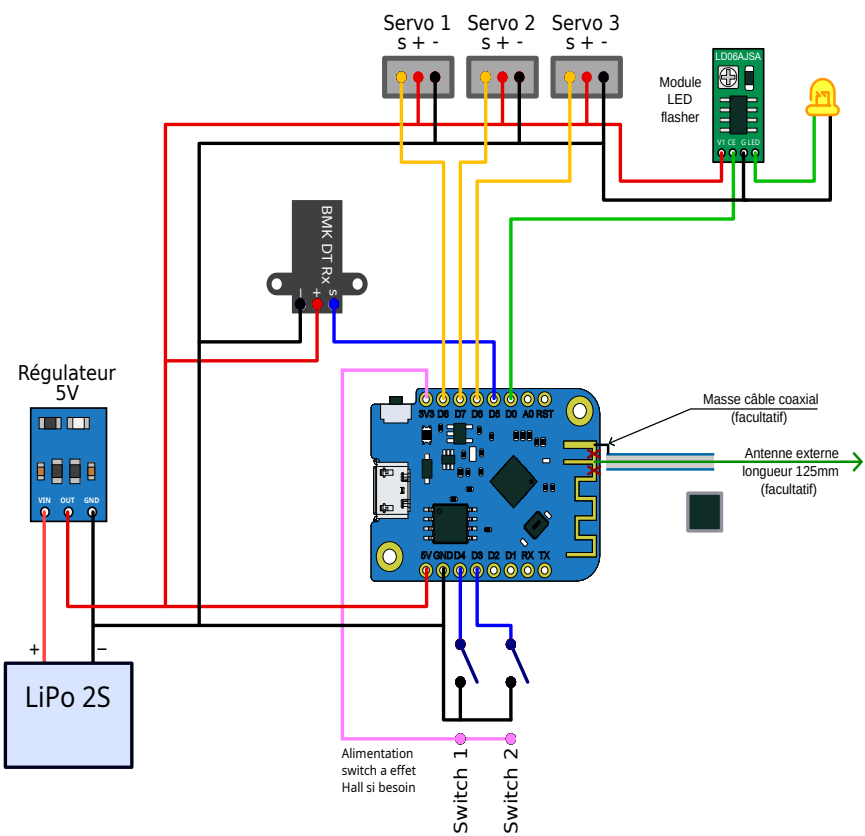 Servo 1 Servo 2 Servo 3
S + - S + - S + -
LD06AJSA
Module
LED
flasher
V1 CE G LED
BMK DT Rx
- + S
Régulateur
5V
VIN OUT GND
3V3 D8 D7 D6 D5 D0 A0 RST
Masse câble coaxial
(facultatif)
Antenne externe
longueur 125mm
(facultatif)
5V GND D4 D3 D2 D1 RX TX
+ −
LiPo 2S
Alimentation
switch a effet
Hall si besoin
Switch 1
Switch 2